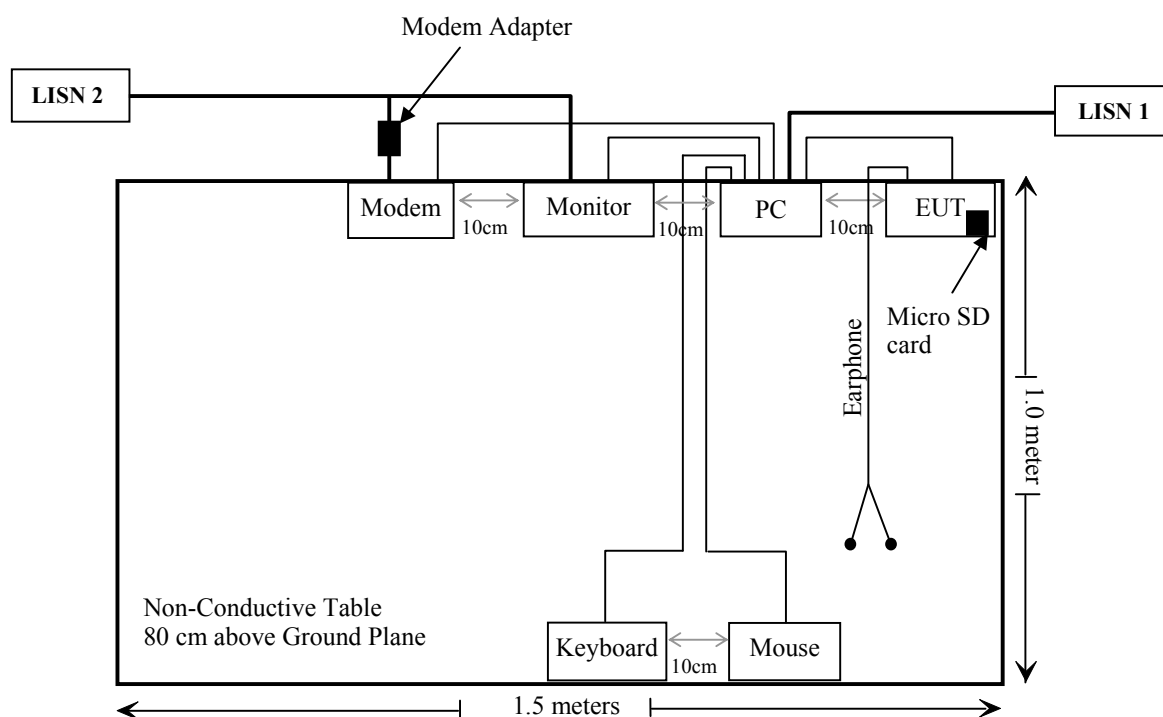 Modem Adapter
LISN 2
LISN 1
Modem
Monitor
PC
EUT
10cm
10cm
10cm
Micro SD
card
Earphone
1.0 meter
Non-Conductive Table
80 cm above Ground Plane
Keyboard
Mouse
10cm
1.5 meters